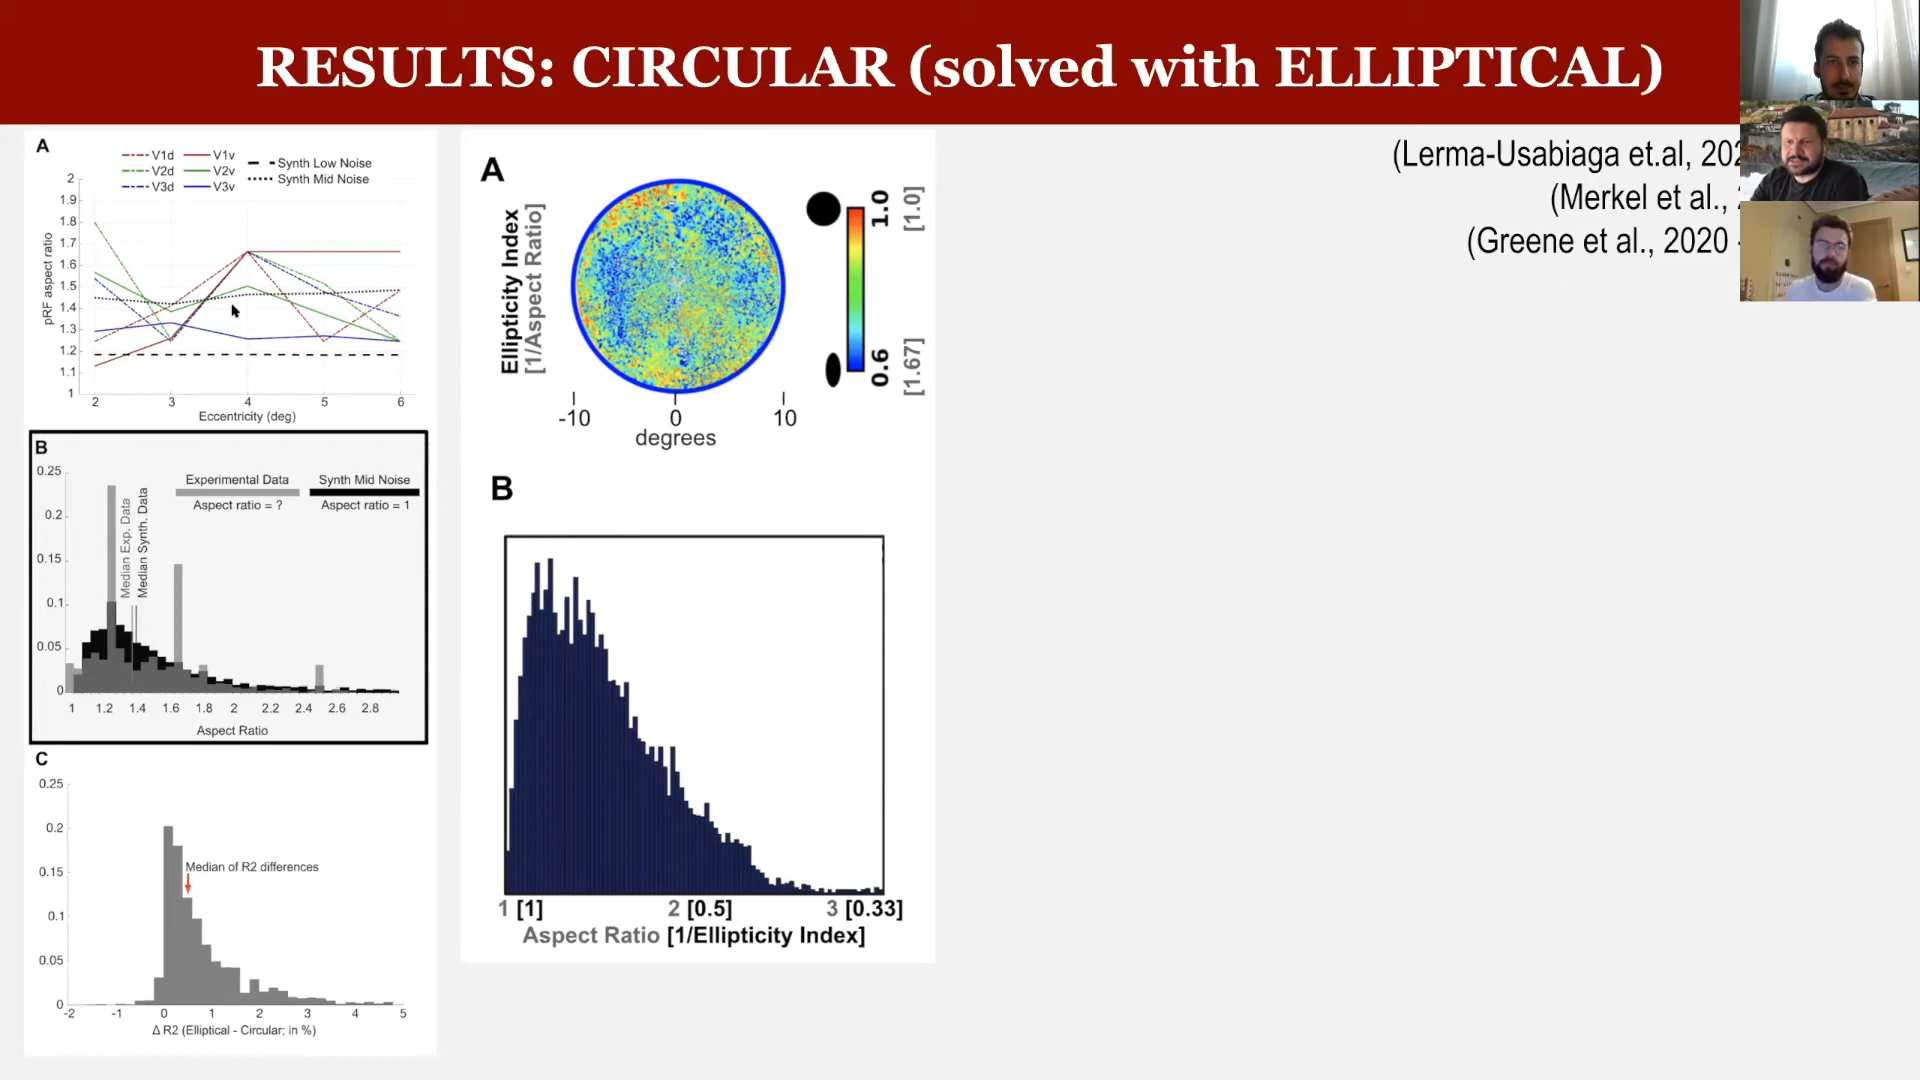 RESULTS: CIRCULAR (solved with ELLIPTICAL)
(Lerma-Usabiaga et.al, 202
(Merkel et al.,
(Greene et al., 2020
A
V1d V1v
V2d V2v
V3d V3v
Synth Low Noise
Synth Mid Noise
2
1.9
1.8
1.7
1.6
1.5
1.4
1.3
1.2
1.1
1
pRF aspect ratio
2 3 4 5 6
Eccentricity (deg)
B
0.25
0.2
0.15
0.1
0.05
0
Experimental Data
Aspect ratio = ?
Synth Mid Noise
Aspect ratio = 1
Median Exp. Data
Median Synth. Data
1 1.2 1.4 1.6 1.8 2 2.2 2.4 2.6 2.8
Aspect Ratio
C
0.25
0.2
0.15
0.1
0.05
0
Median of R2 differences
-2 -1 0 1 2 3 4 5
Δ R2 (Elliptical - Circular; in %)
A
Ellipticity Index
[1/Aspect Ratio]
1.0 [1.0]
0.6 [1.67]
-10 0 10
degrees
B
1 [1] 2 [0.5] 3 [0.33]
Aspect Ratio [1/Ellipticity Index]